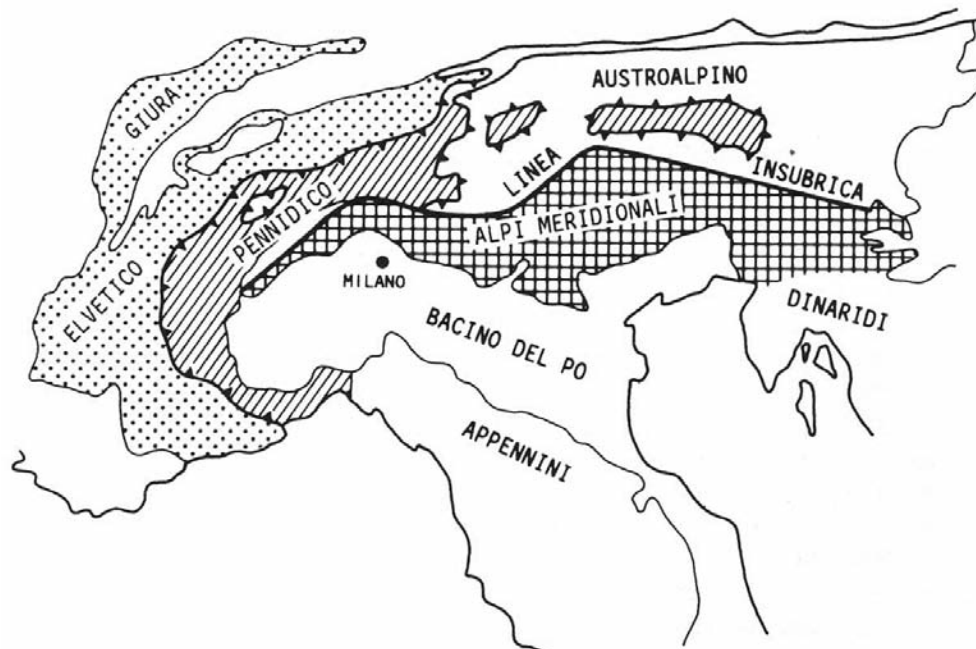 AUSTROALPINO
GIURA
LINEA
INSUBRICA
PENNIDICO
ALPI MERIDIONALI
ELVETICO
MILANO
DINARIDI
BACINO DEL PO
APPENNINI